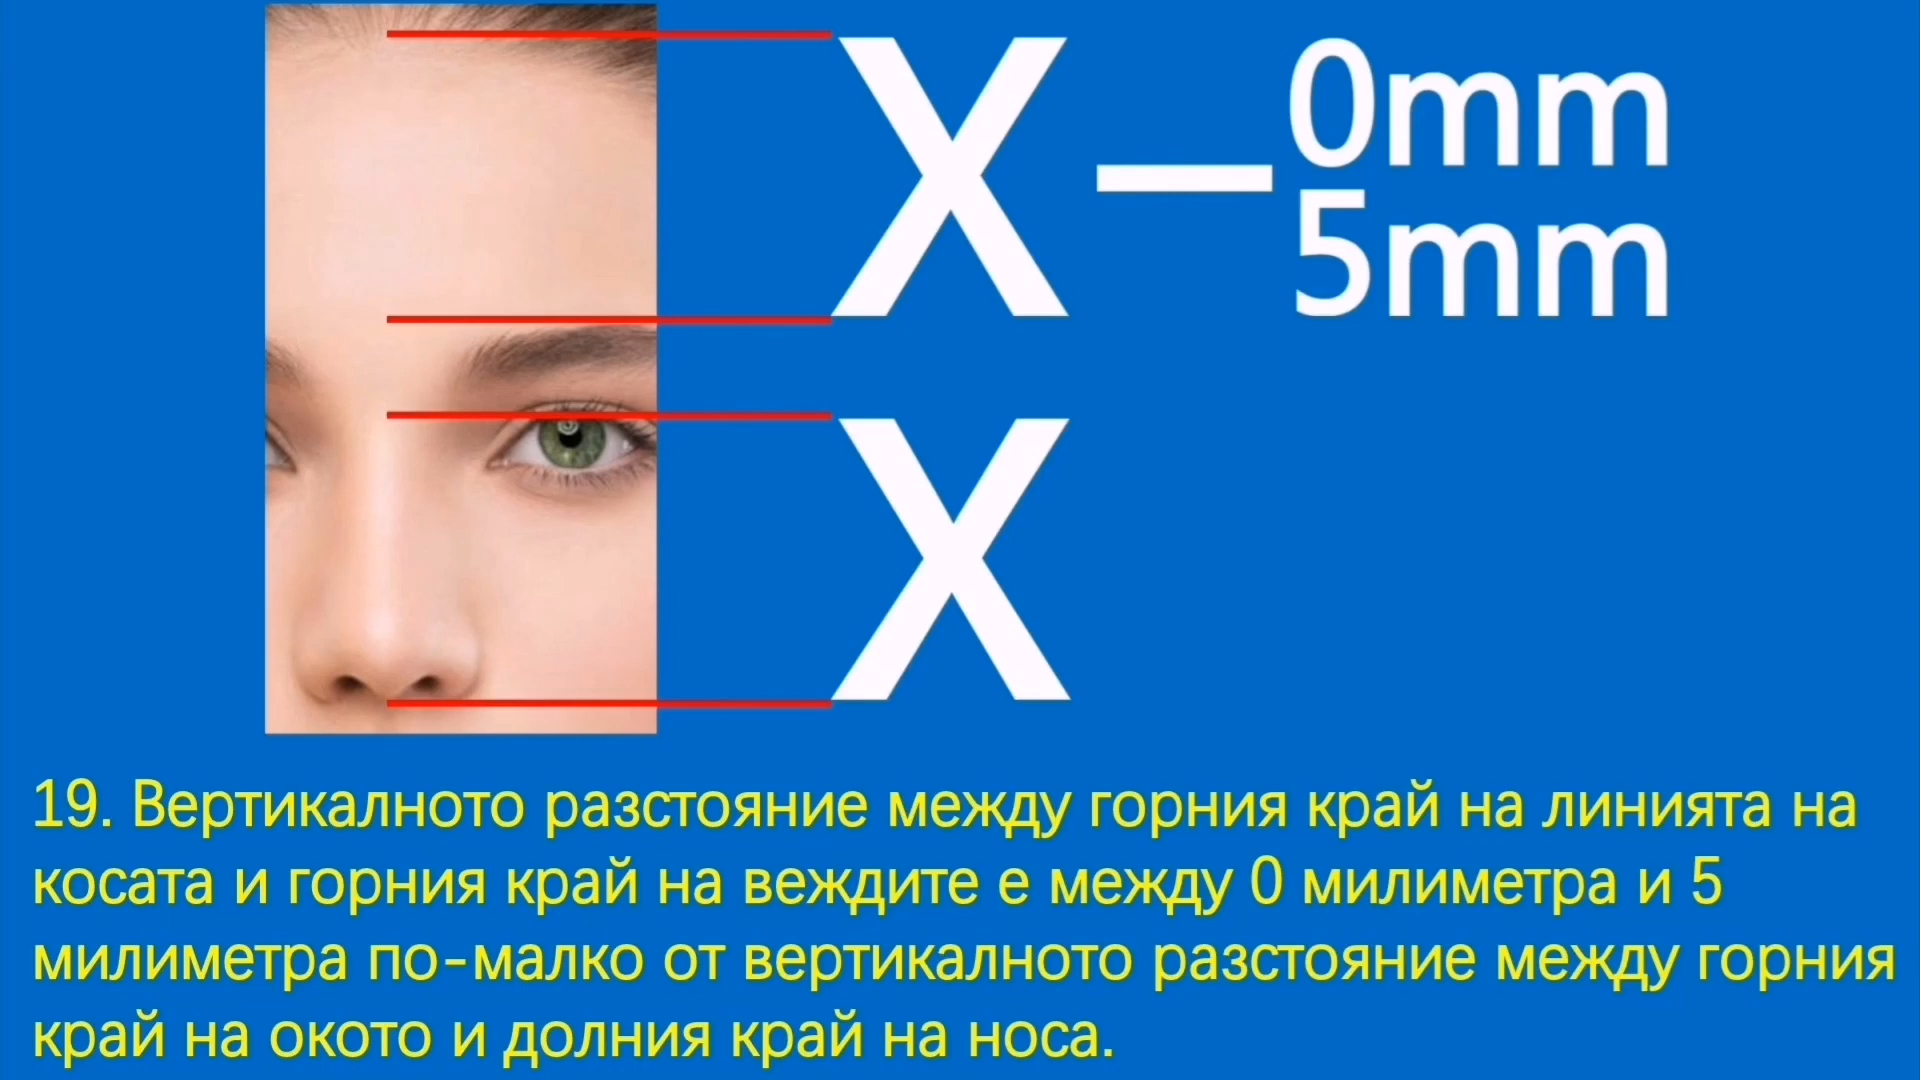 X – 0mm
5mm
X
19. Вертикалното разстояние между горния край на линията на
косата и горния край на веждите е между 0 милиметра и 5
милиметра по-малко от вертикалното разстояние между горния
край на окото и долния край на носа.